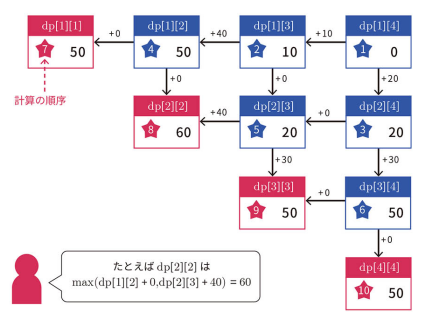 dp[1][1] dp[1][2] dp[1][3] dp[1][4]
+0 +40 +10
7 50 4 50 2 10 1 0
+0 +0 +20
計算の順序
dp[2][2] dp[2][3] dp[2][4]
+40 +0
8 60 5 20 3 20
+30 +30
dp[3][3] dp[3][4]
+0
9 50 6 50
+0
たとえば dp[2][2] は
max(dp[1][2]+0,dp[2][3]+40)=60
dp[4][4]
10 50